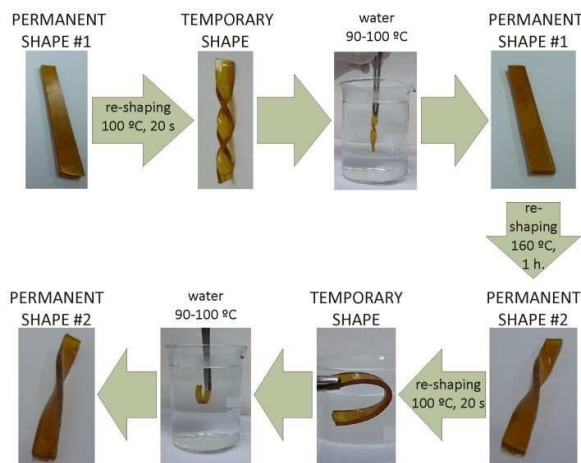 PERMANENT
SHAPE #1
re-shaping
100 ºC, 20 s
TEMPORARY
SHAPE
water
90-100 ºC
PERMANENT
SHAPE #1
re-
shaping
160 ºC,
1 h.
PERMANENT
SHAPE #2
re-shaping
100 ºC, 20 s
TEMPORARY
SHAPE
water
90-100 ºC
PERMANENT
SHAPE #2